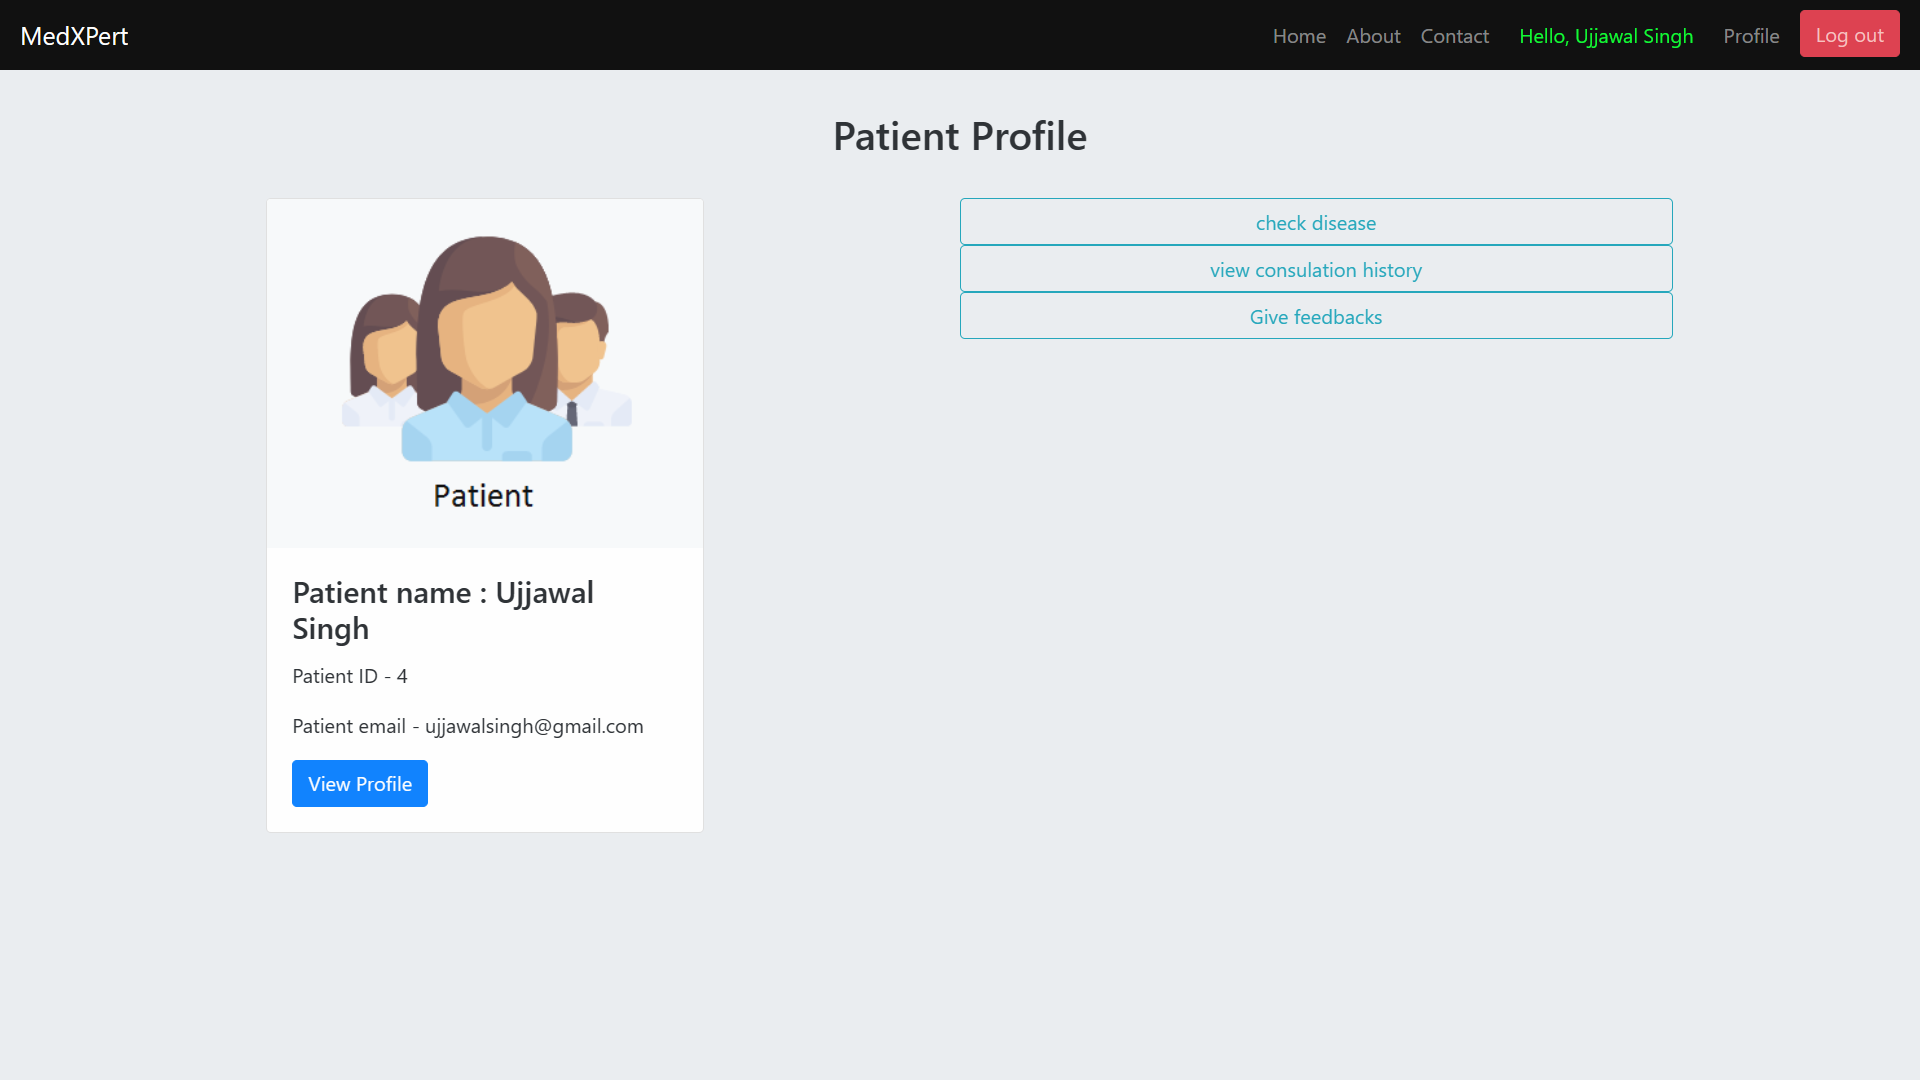 MedXPert
Home About Contact Hello, Ujjawal Singh Profile Log out
Patient Profile
Patient
Patient name : Ujjawal
Singh
Patient ID - 4
Patient email - ujjawalsingh@gmail.com
View Profile
check disease
view consulation history
Give feedbacks